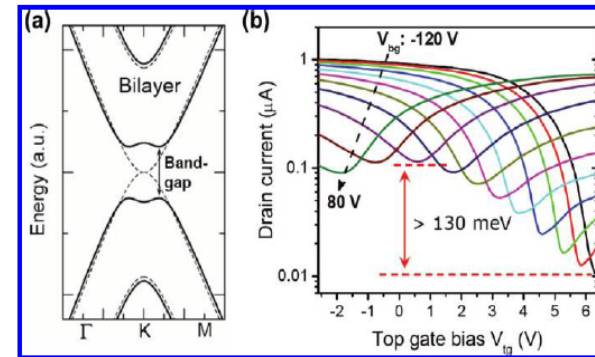 (a)
Bilayer
Band-
gap
Energy (a.u.)
Γ K M
(b)
V_bg: -120 V
80 V
> 130 meV
Drain current (μA)
1
0.1
0.01
-2 -1 0 1 2 3 4 5 6
Top gate bias V_tg (V)